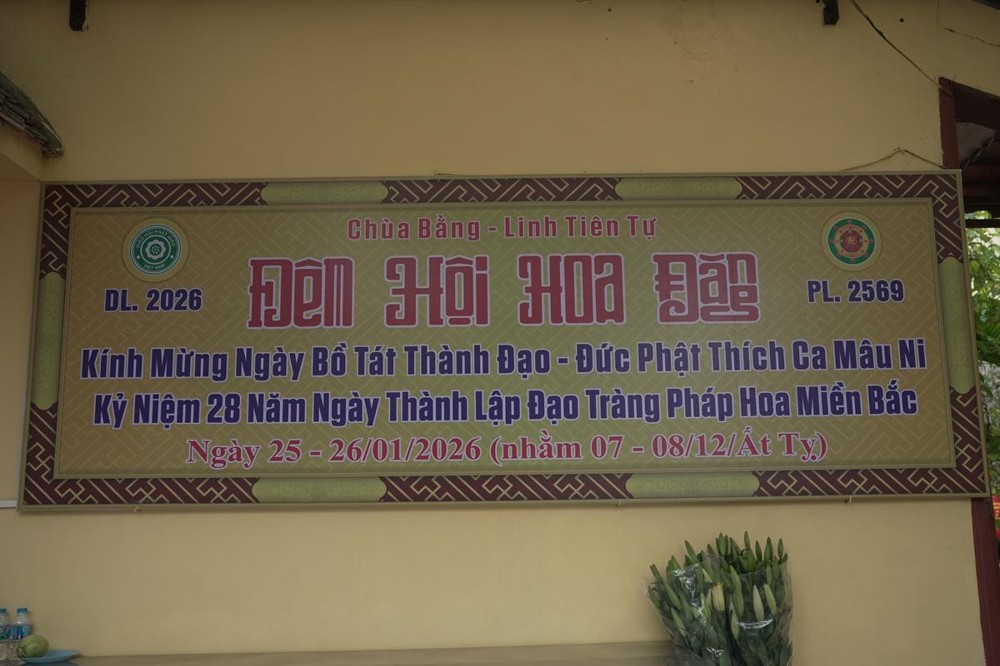 Chùa Bằng - Linh Tiên Tự
Đêm Hội Hoa Đăng
DL. 2026
PL. 2569
Kính Mừng Ngày Bồ Tát Thành Đạo - Đức Phật Thích Ca Mâu Ni
Kỷ Niệm 28 Năm Ngày Thành Lập Đạo Tràng Pháp Hoa Miền Bắc
Ngày 25 - 26/01/2026 (nhằm 07 - 08/12/Ất Tỵ)